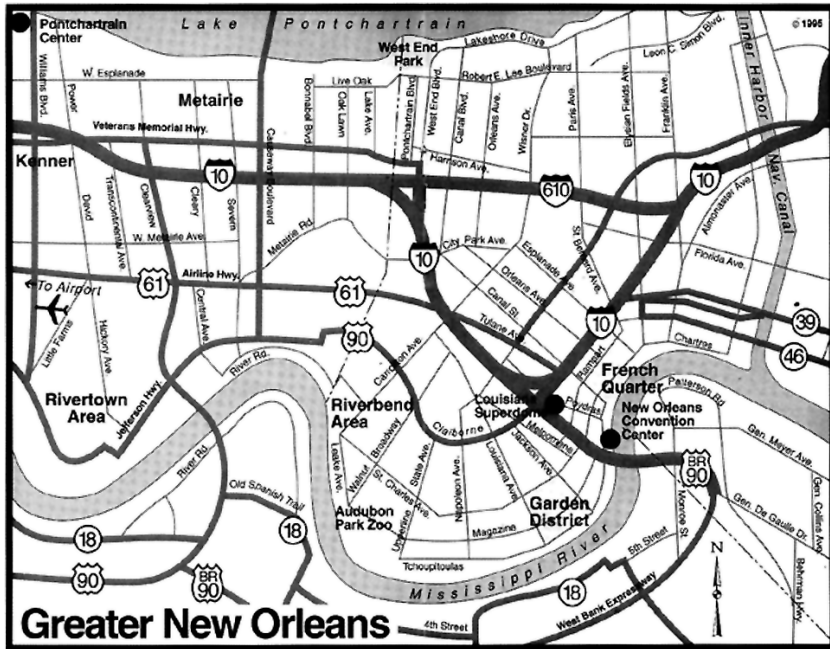 Lake Pontchartrain
© 1995
Pontchartrain
Center
West End
Park
Lakeshore Drive
Leon C. Simon Blvd.
Inner Harbor Nav. Canal
Williams Blvd.
Power
W. Esplanade
Metairie
Bonnabel Blvd.
Live Oak
Oak Lawn
Lake Ave.
Pontchartrain Blvd.
West End Blvd.
Robert E. Lee Boulevard
Canal Blvd.
Orleans Ave.
Wisner Dr.
Paris Ave.
Elysian Fields Ave.
Franklin Ave.
Veterans Memorial Hwy.
Causeway Boulevard
Harrison Ave.
Kenner
10
610
10
David
Transcontinental Ave.
Clearview
Cleary
Severn
Almonaster Ave.
W. Metairie Ave.
Metairie Rd.
10
City Park Ave.
Esplanade Ave
St. Bernard Ave.
Florida Ave.
Airline Hwy.
61
61
To Airport
Orleans Ave.
Canal St.
Tulane Ave.
10
39
46
Little Farms
Hickory Ave.
Central Ave.
90
Carrollton Ave.
Rampart
Chartres
River Rd.
Rivertown
Area
Jefferson Hwy.
Riverbend
Area
Louisiana
Superdome
Poydras
French
Quarter
Patterson Rd
New Orleans
Convention
Center
River Rd.
Claiborne
Melpomene
Jackson Ave.
Leake Ave.
Walnut
Broadway
State Ave.
Louisiana Ave.
Gen. Meyer Ave.
BR
90
Old Spanish Trail
St. Charles Ave.
Napoleon Ave.
Garden
District
Monroe St.
Gen. De Gaulle Dr.
Gen. Collins Ave.
Audubon
Park Zoo
Upperline
Magazine
18
18
Tchoupitoulas
5th Street
N
Behrman Hwy.
Mississippi River
90
BR
90
18
West Bank Expressway
Greater New Orleans
4th Street